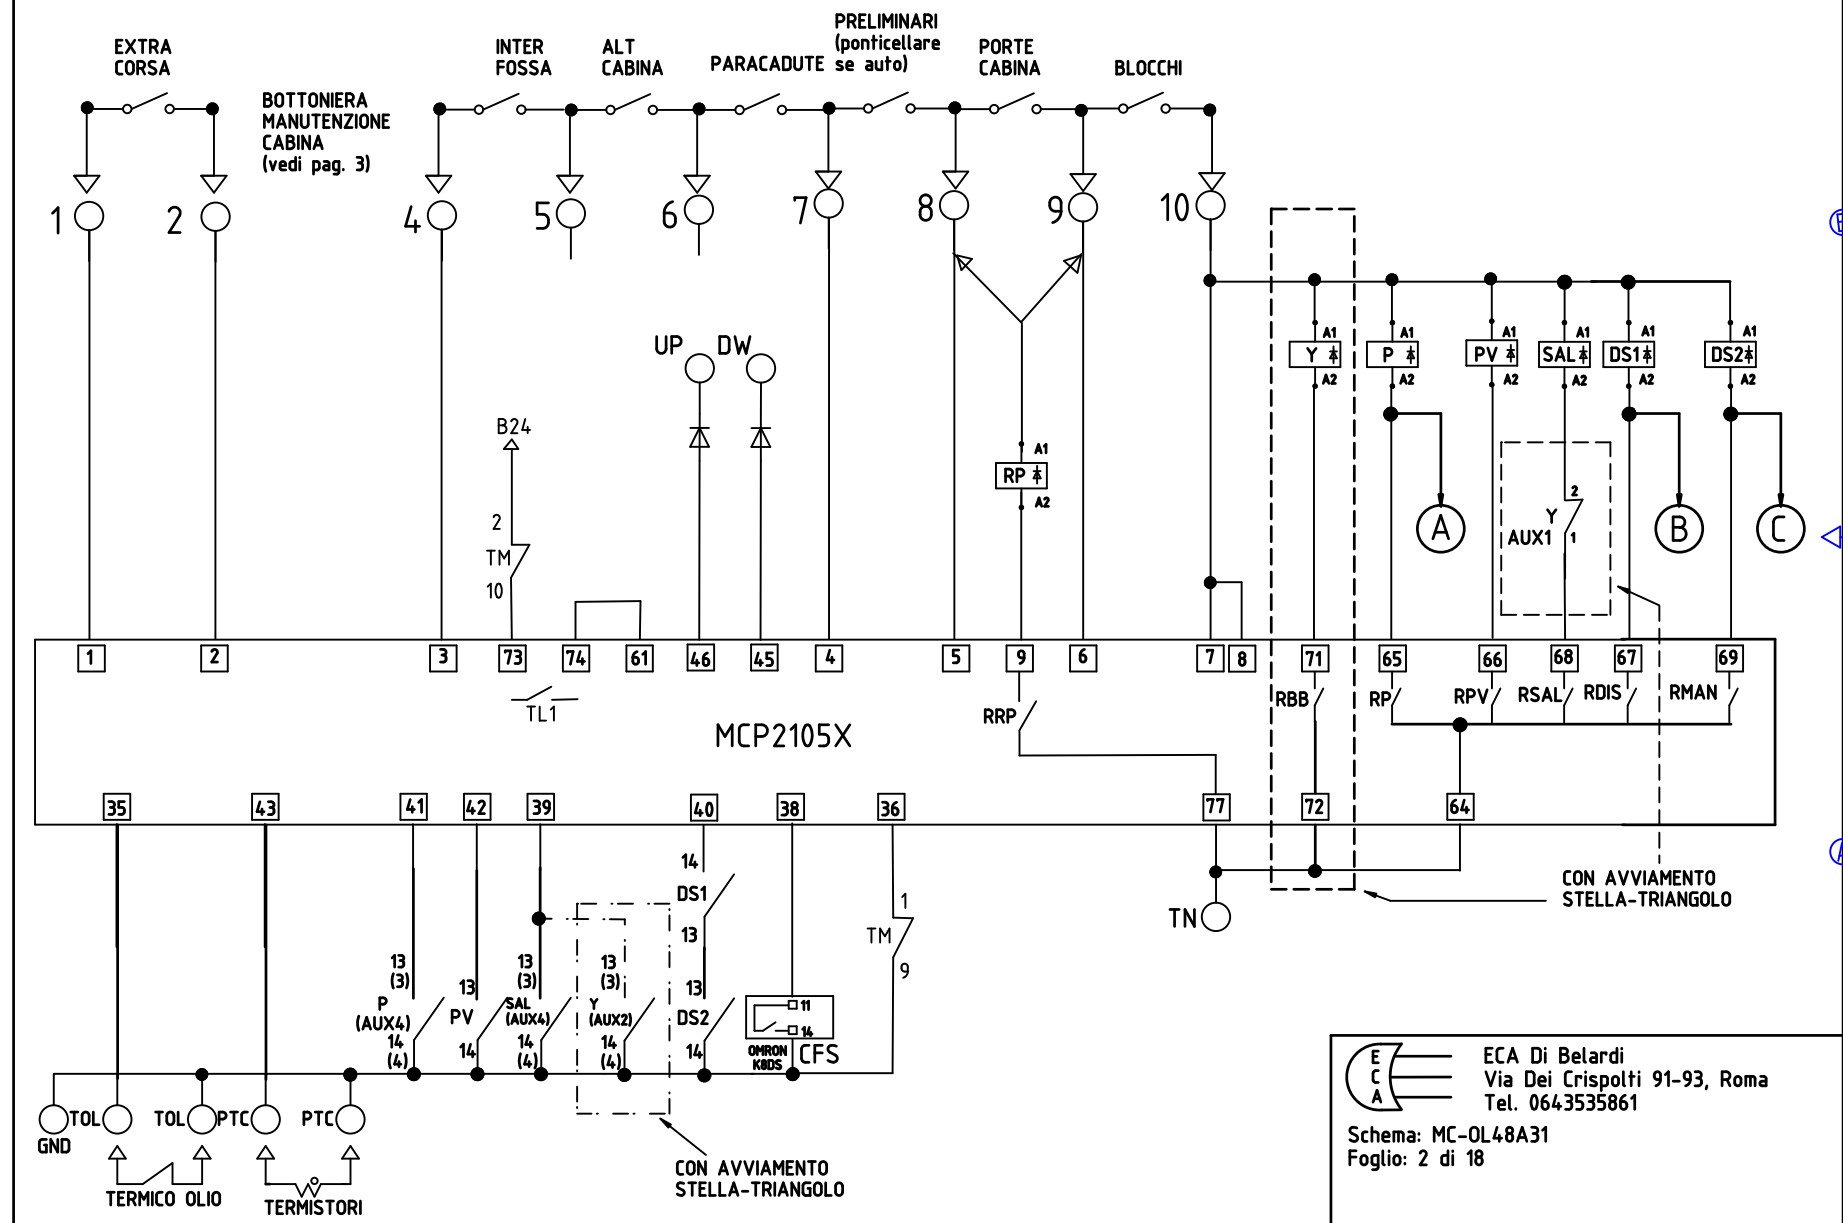 EXTRA
CORSA
BOTTONIERA
MANUTENZIONE
CABINA
(vedi pag. 3)
INTER
FOSSA
ALT
CABINA
PARACADUTE
PRELIMINARI
(ponticellare
se auto)
PORTE
CABINA
BLOCCHI
1
2
4
5
6
7
8
9
10
UP
DW
B24
2
TM
10
A1
RP
A2
A1
Y
A2
A1
P
A2
A1
PV
A2
A1
SAL
A2
A1
DS1
A2
A1
DS2
A2
A
2
Y
AUX1
1
B
C
1
2
3
73
74
61
46
45
4
5
9
6
7
8
71
65
66
68
67
69
TL1
MCP2105X
RRP
RBB
RP
RPV
RSAL
RDIS
RMAN
35
43
41
42
39
40
38
36
77
72
64
TN
CON AVVIAMENTO
STELLA-TRIANGOLO
13
(3)
P
(AUX4)
14
(4)
13
PV
14
13
(3)
SAL
(AUX4)
14
(4)
13
(3)
Y
(AUX2)
14
(4)
14
DS1
13
13
DS2
14
11
14
OMRON
K8DS
CFS
1
TM
9
GND
TOL
TOL
PTC
PTC
TERMICO OLIO
TERMISTORI
CON AVVIAMENTO
STELLA-TRIANGOLO
E
C
A
ECA Di Belardi
Via Dei Crispolti 91-93, Roma
Tel. 0643535861
Schema: MC-OL48A31
Foglio: 2 di 18